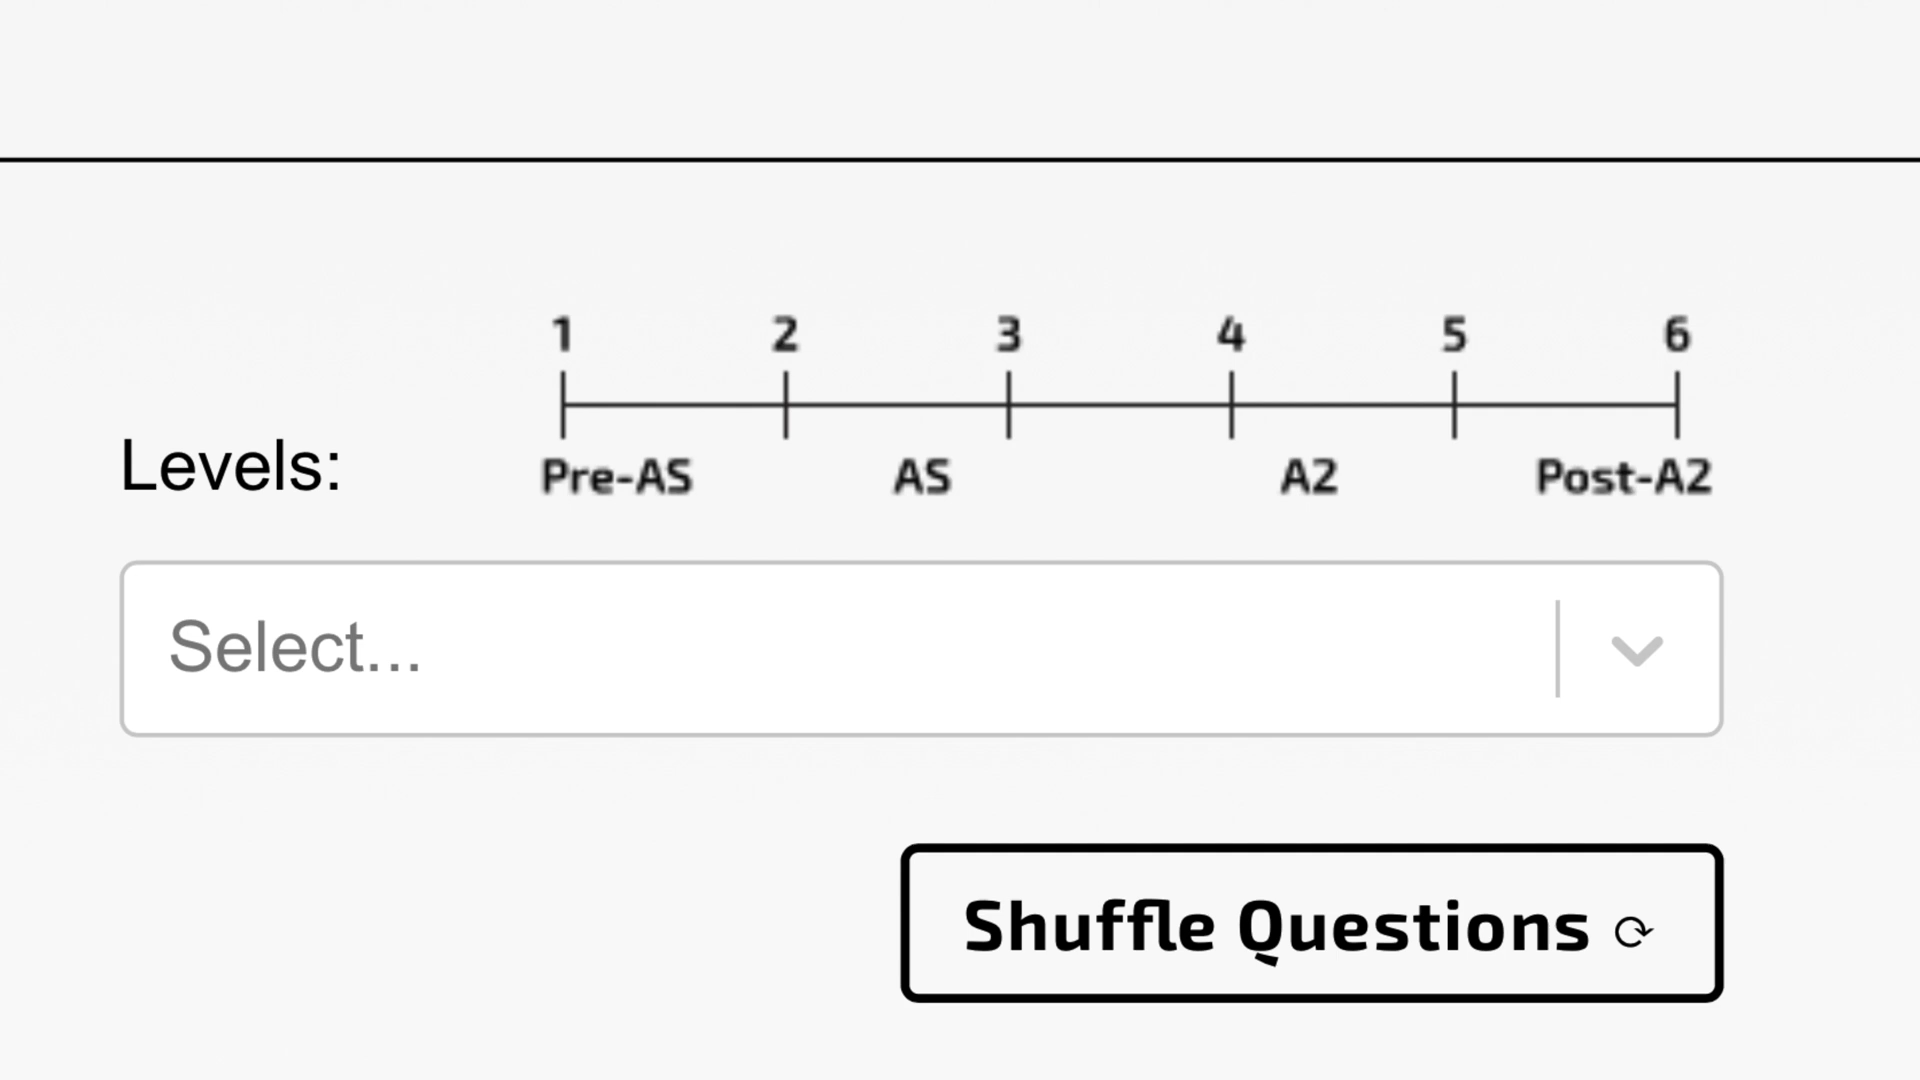 1 2 3 4 5 6
Levels:
Pre-AS AS A2 Post-A2
Select...
Shuffle Questions ⟳